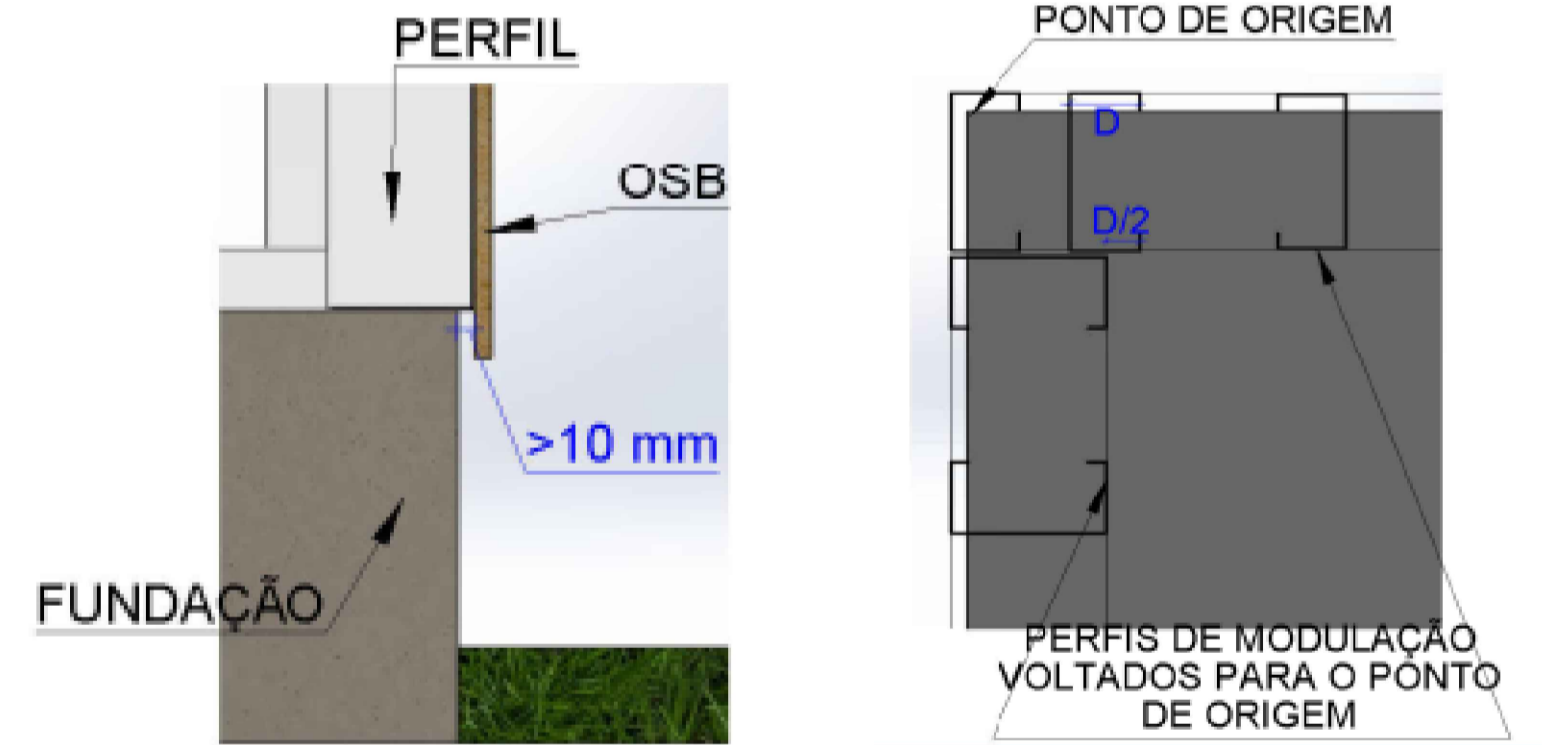 PERFIL
OSB
>10 mm
FUNDAÇÃO
PONTO DE ORIGEM
D
D/2
PERFIS DE MODULAÇÃO
VOLTADOS PARA O PONTO
DE ORIGEM